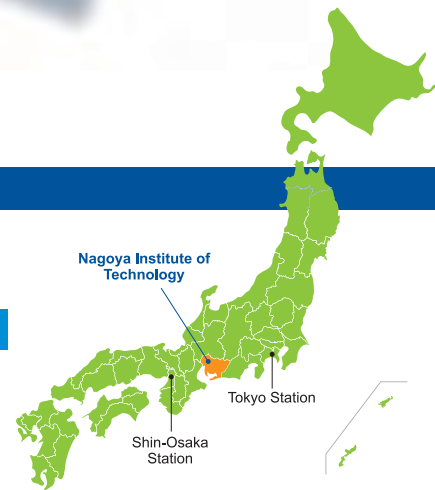 Nagoya Institute of
Technology
Tokyo Station
Shin-Osaka
Station